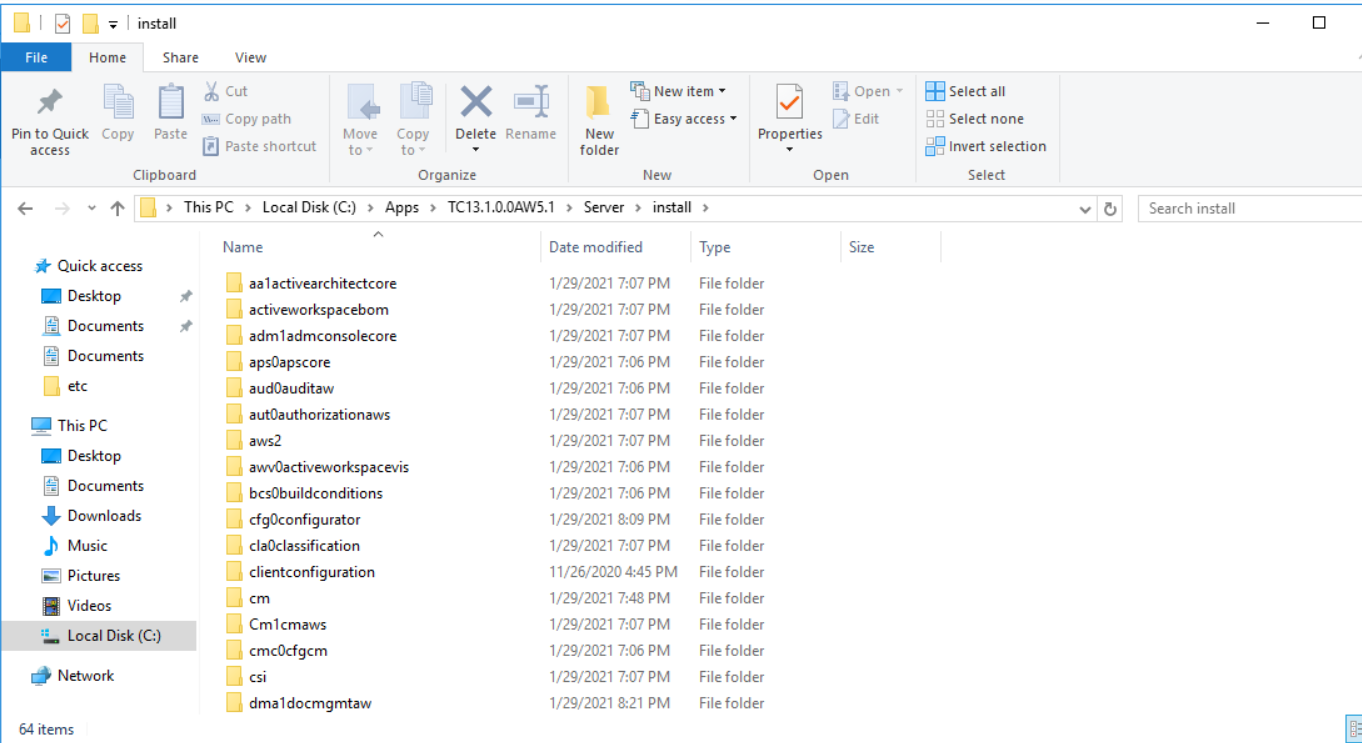 install
File Home Share View
Pin to Quick access
Copy
Paste
Cut
Copy path
Paste shortcut
Clipboard
Move to
Copy to
Delete
Rename
Organize
New folder
New item
Easy access
New
Properties
Open
Edit
Open
Select all
Select none
Invert selection
Select
This PC > Local Disk (C:) > Apps > TC13.1.0.0AW5.1 > Server > install >
Search install
Quick access
Desktop
Documents
Documents
etc
This PC
Desktop
Documents
Downloads
Music
Pictures
Videos
Local Disk (C:)
Network
Name Date modified Type Size
aa1activearchitectcore 1/29/2021 7:07 PM File folder
activeworkspacebom 1/29/2021 7:07 PM File folder
adm1admconsolecore 1/29/2021 7:07 PM File folder
aps0apscore 1/29/2021 7:06 PM File folder
aud0auditaw 1/29/2021 7:06 PM File folder
aut0authorizationaws 1/29/2021 7:07 PM File folder
aws2 1/29/2021 7:07 PM File folder
awv0activeworkspacevis 1/29/2021 7:06 PM File folder
bcs0buildconditions 1/29/2021 7:06 PM File folder
cfg0configurator 1/29/2021 8:09 PM File folder
cla0classification 1/29/2021 7:07 PM File folder
clientconfiguration 11/26/2020 4:45 PM File folder
cm 1/29/2021 7:48 PM File folder
Cm1cmaws 1/29/2021 7:07 PM File folder
cmc0cfgcm 1/29/2021 7:06 PM File folder
csi 1/29/2021 7:07 PM File folder
dma1docmgmtaw 1/29/2021 8:21 PM File folder
64 items